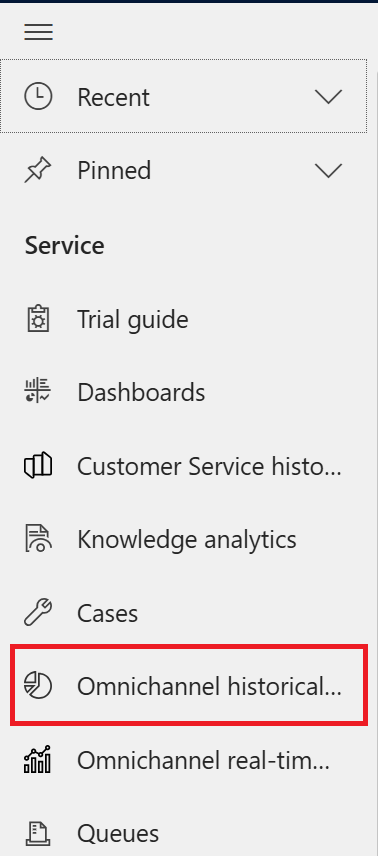 Recent
Pinned
Service
Trial guide
Dashboards
Customer Service histo...
Knowledge analytics
Cases
Omnichannel historical...
Omnichannel real-tim...
Queues